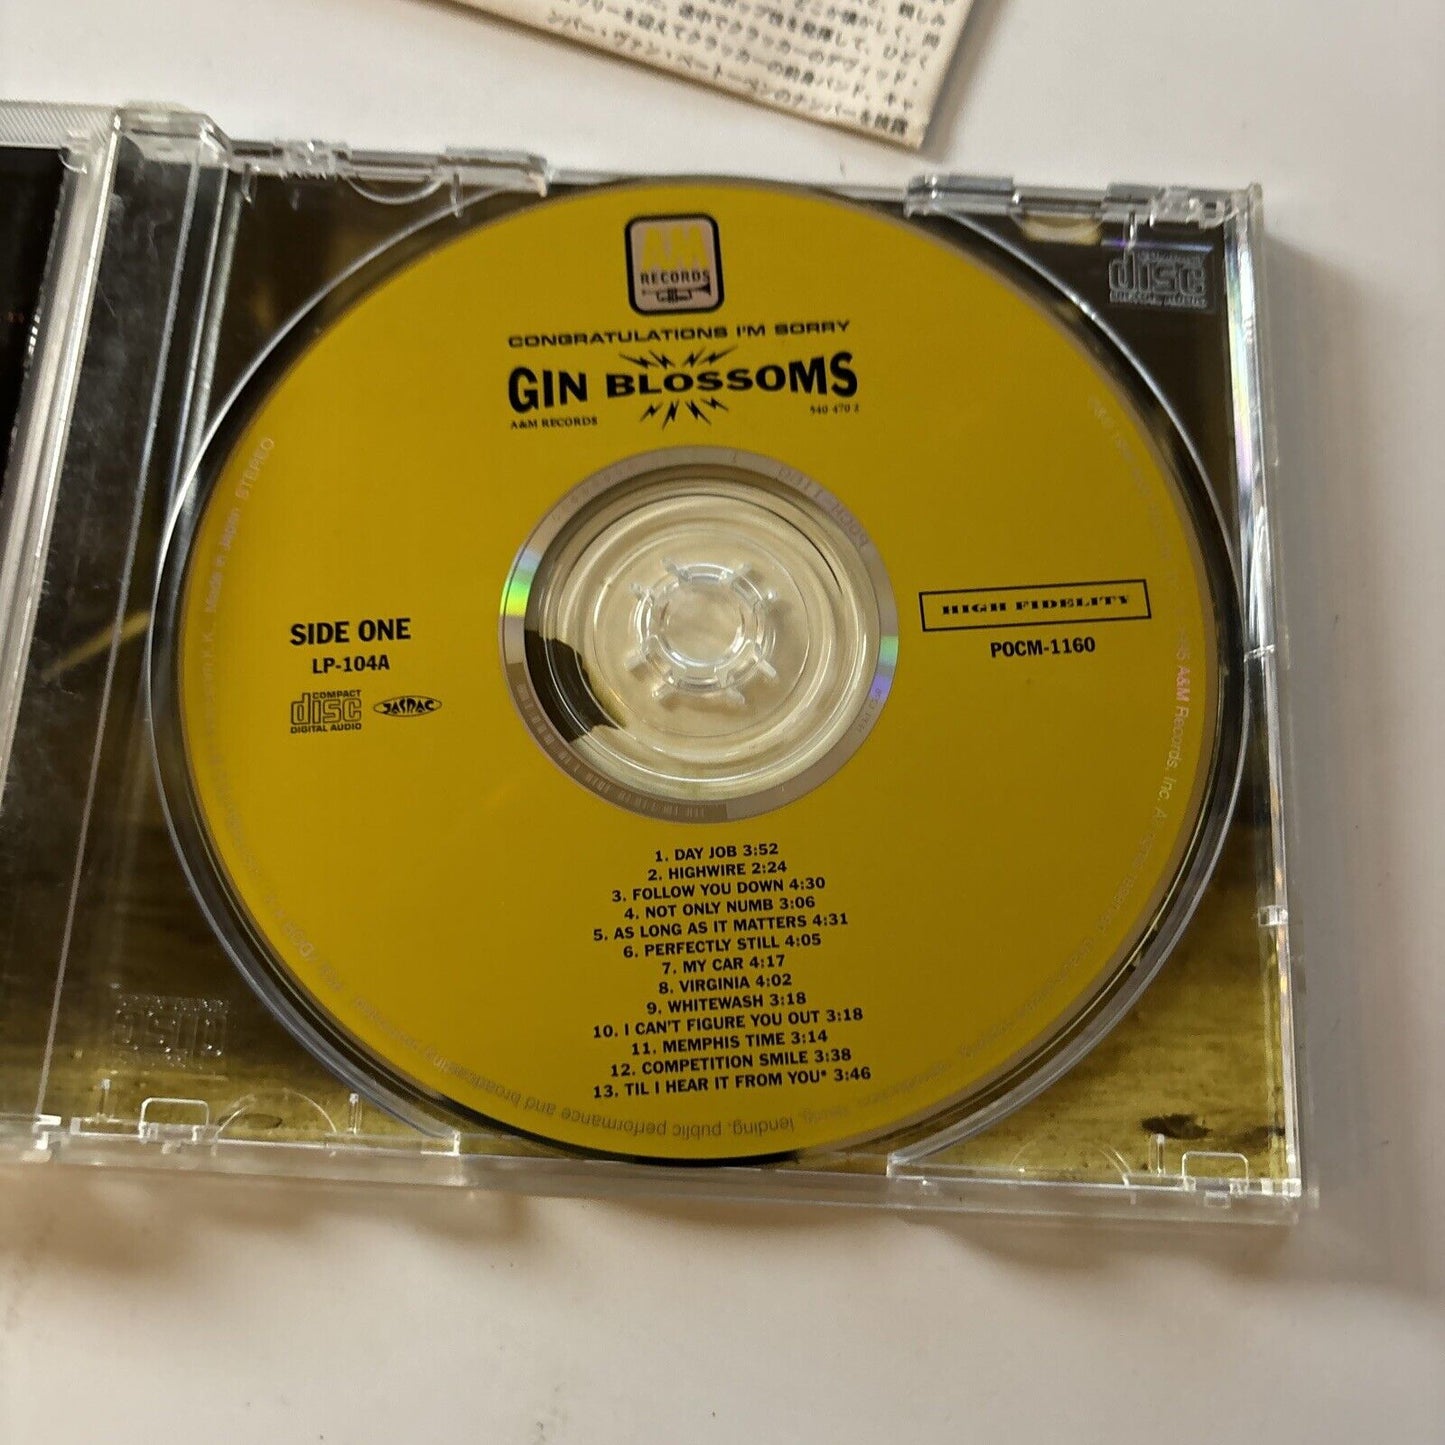 AM
RECORDS
CONGRATULATIONS I'M SORRY
GIN BLOSSOMS
A&M RECORDS 540 470 2
disc
STEREO
Made in Japan
HIGH FIDELITY
POCM-1160
SIDE ONE
LP-104A
COMPACT
disc
DIGITAL AUDIO
JASRAC
A&M Records, Inc.
1. DAY JOB 3:52
2. HIGHWIRE 2:24
3. FOLLOW YOU DOWN 4:30
4. NOT ONLY NUMB 3:06
5. AS LONG AS IT MATTERS 4:31
6. PERFECTLY STILL 4:05
7. MY CAR 4:17
8. VIRGINIA 4:02
9. WHITEWASH 3:18
10. I CAN'T FIGURE YOU OUT 3:18
11. MEMPHIS TIME 3:14
12. COMPETITION SMILE 3:38
13. TIL I HEAR IT FROM YOU* 3:46
lending, public performance and broadcasting